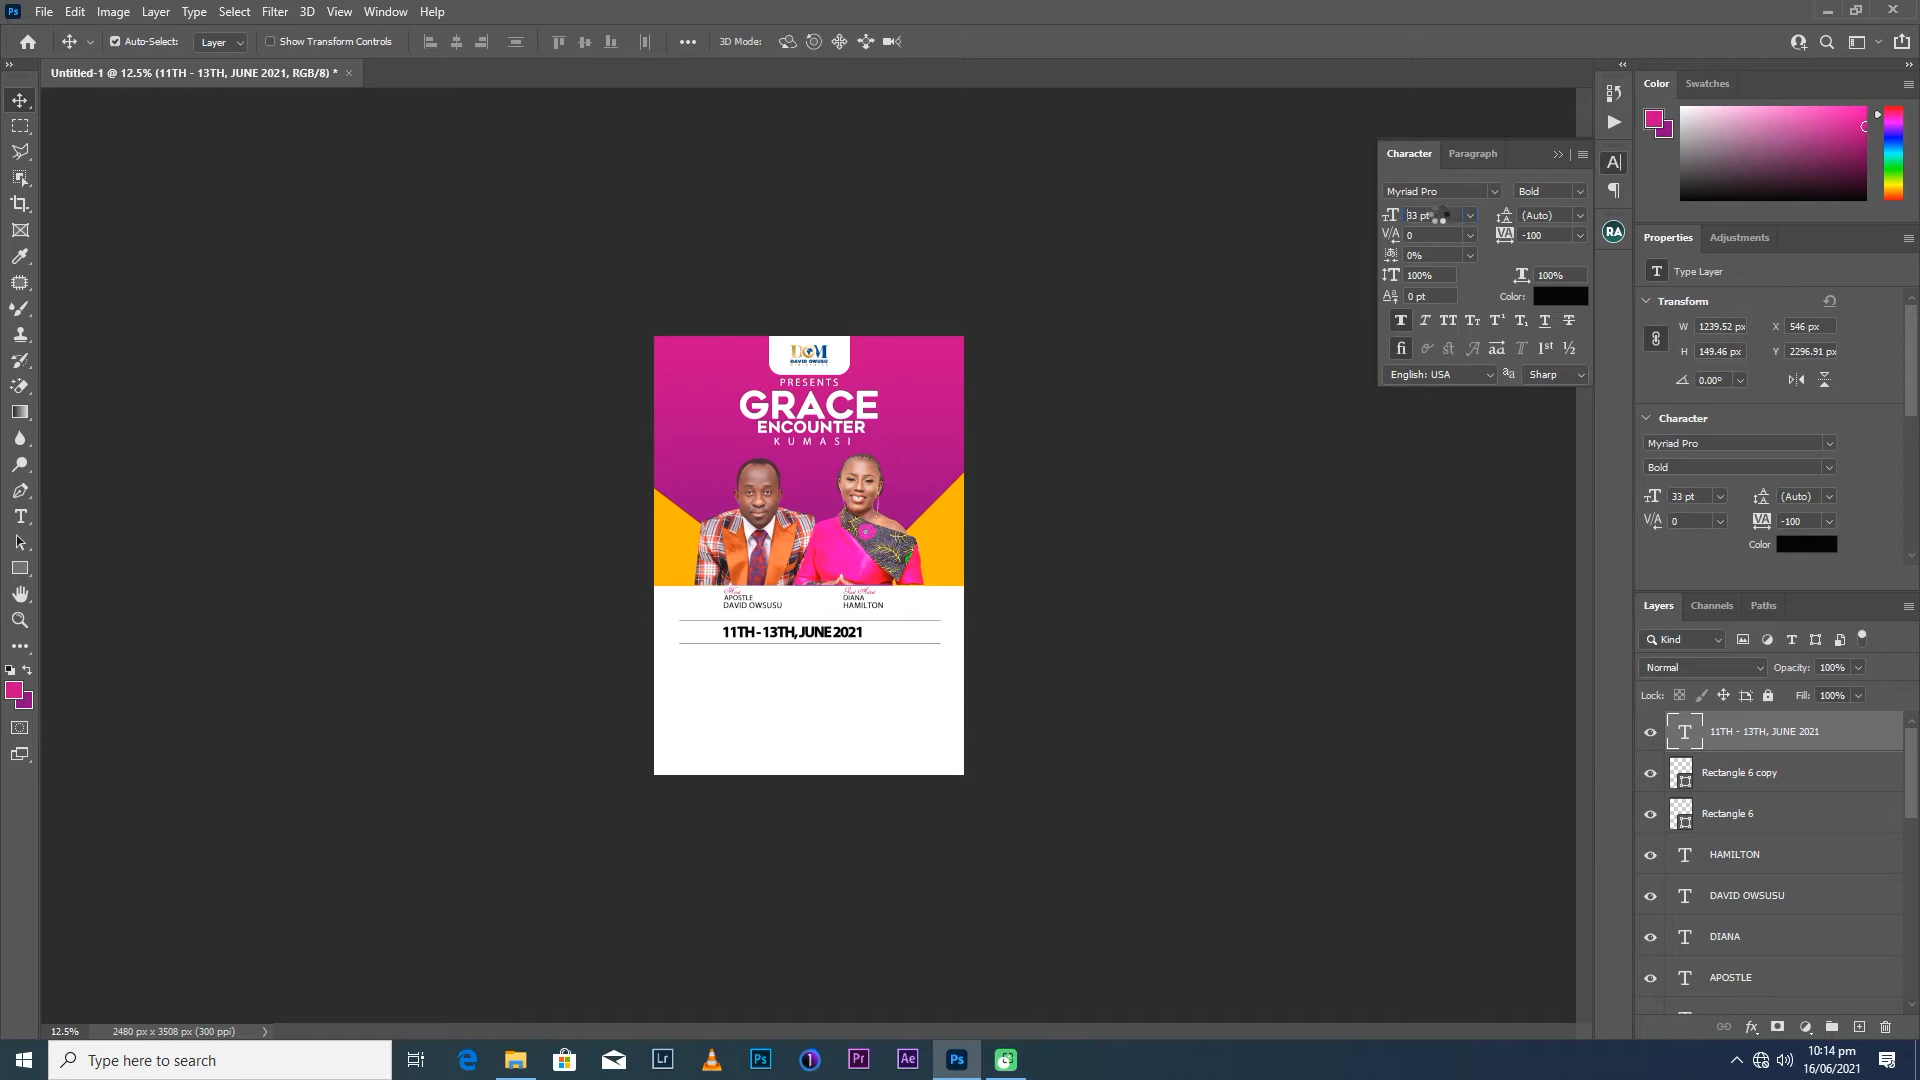 File Edit Image Layer Type Select Filter 3D View Window Help
Auto-Select: Layer Show Transform Controls 3D Mode:
Untitled-1 @ 12.5% (11TH - 13TH, JUNE 2021, RGB/8) *
Color Swatches
Character Paragraph
Myriad Pro Bold
33 pt (Auto)
0 -100
0%
100% 100%
0 pt Color:
English: USA Sharp
RA
Properties Adjustments
Type Layer
Transform
W 1239.52 px X 546 px
H 149.46 px Y 2296.91 px
0.00°
Character
Myriad Pro
Bold
33 pt (Auto)
0 -100
Color
Layers Channels Paths
Kind
Normal Opacity: 100%
Lock: Fill: 100%
11TH - 13TH, JUNE 2021
Rectangle 6 copy
Rectangle 6
HAMILTON
DAVID OWSUSU
DIANA
APOSTLE
DOM
DAVID OWUSU
PRESENTS
GRACE
ENCOUNTER
KUMASI
Host
APOSTLE
DAVID OWSUSU
Guest Artist
DIANA
HAMILTON
11TH - 13TH, JUNE 2021
12.5% 2480 px x 3508 px (300 ppi)
Type here to search
10:14 pm
16/06/2021